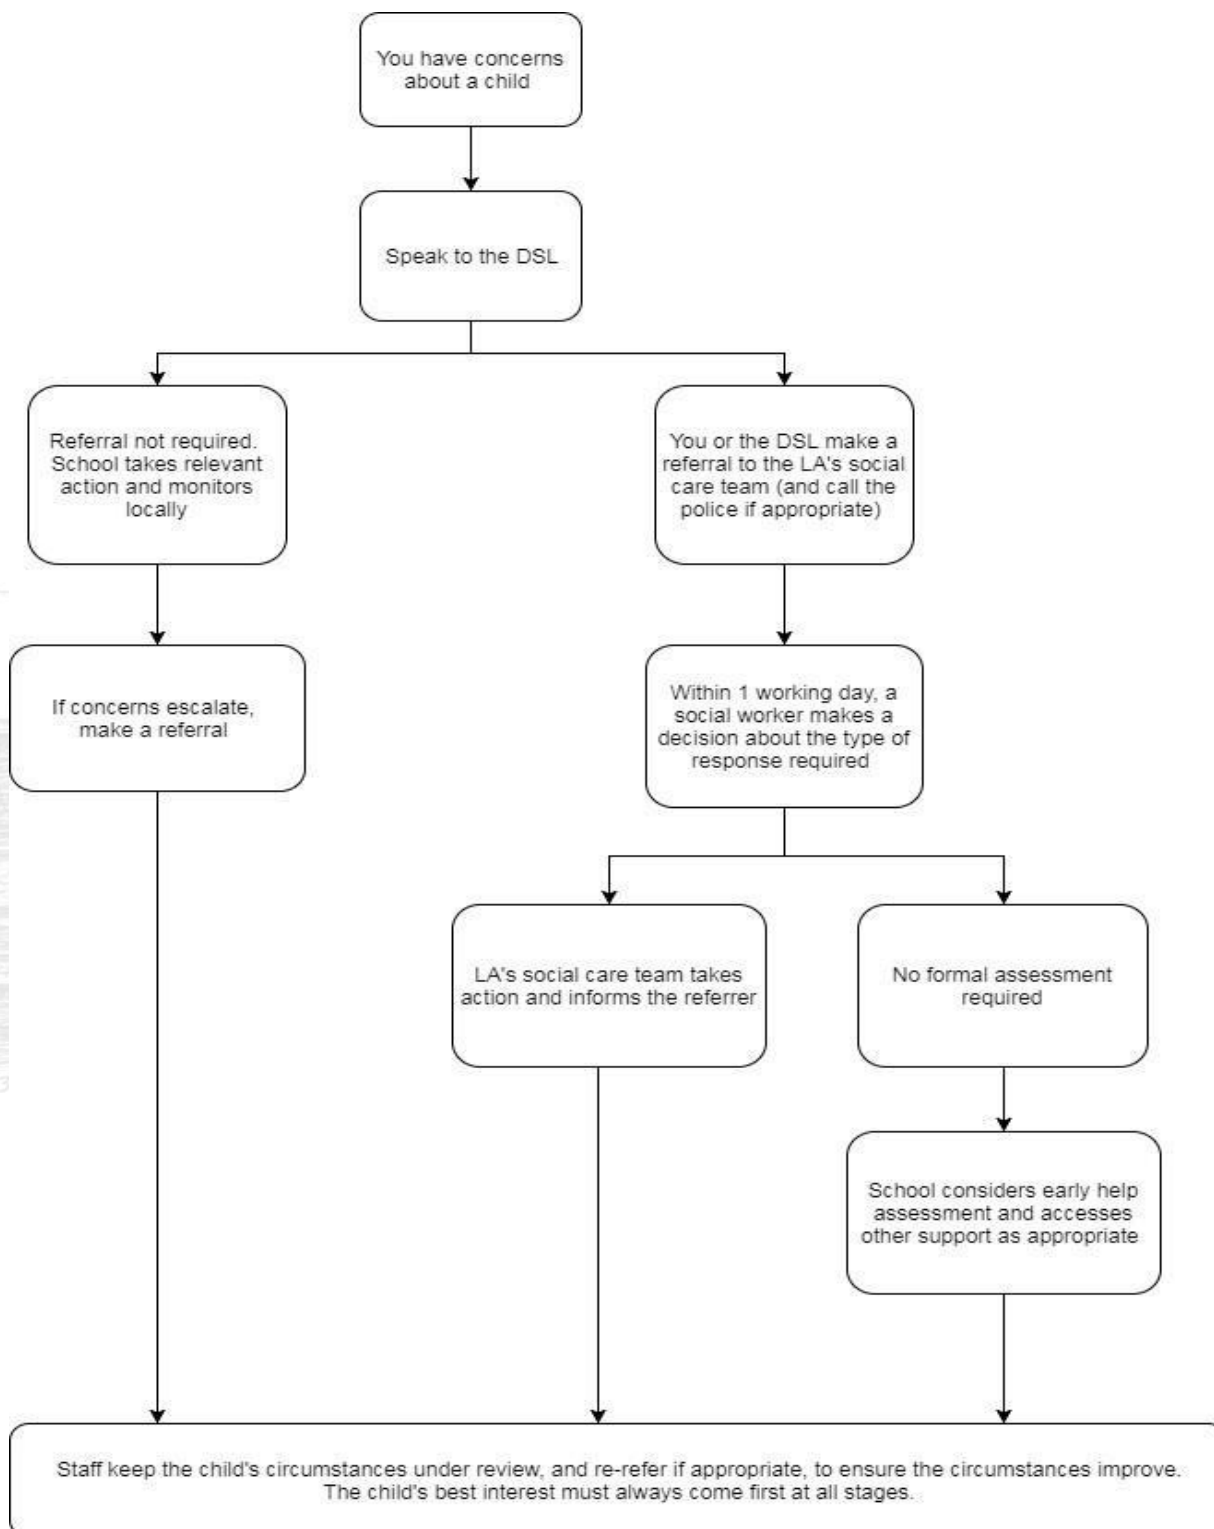 You have concerns
about a child
Speak to the DSL
Referral not required.
School takes relevant
action and monitors
locally
You or the DSL make a
referral to the LA's social
care team (and call the
police if appropriate)
If concerns escalate,
make a referral
Within 1 working day, a
social worker makes a
decision about the type of
response required
LA's social care team takes
action and informs the referrer
No formal assessment
required
School considers early help
assessment and accesses
other support as appropriate
Staff keep the child's circumstances under review, and re-refer if appropriate, to ensure the circumstances improve.
The child's best interest must always come first at all stages.